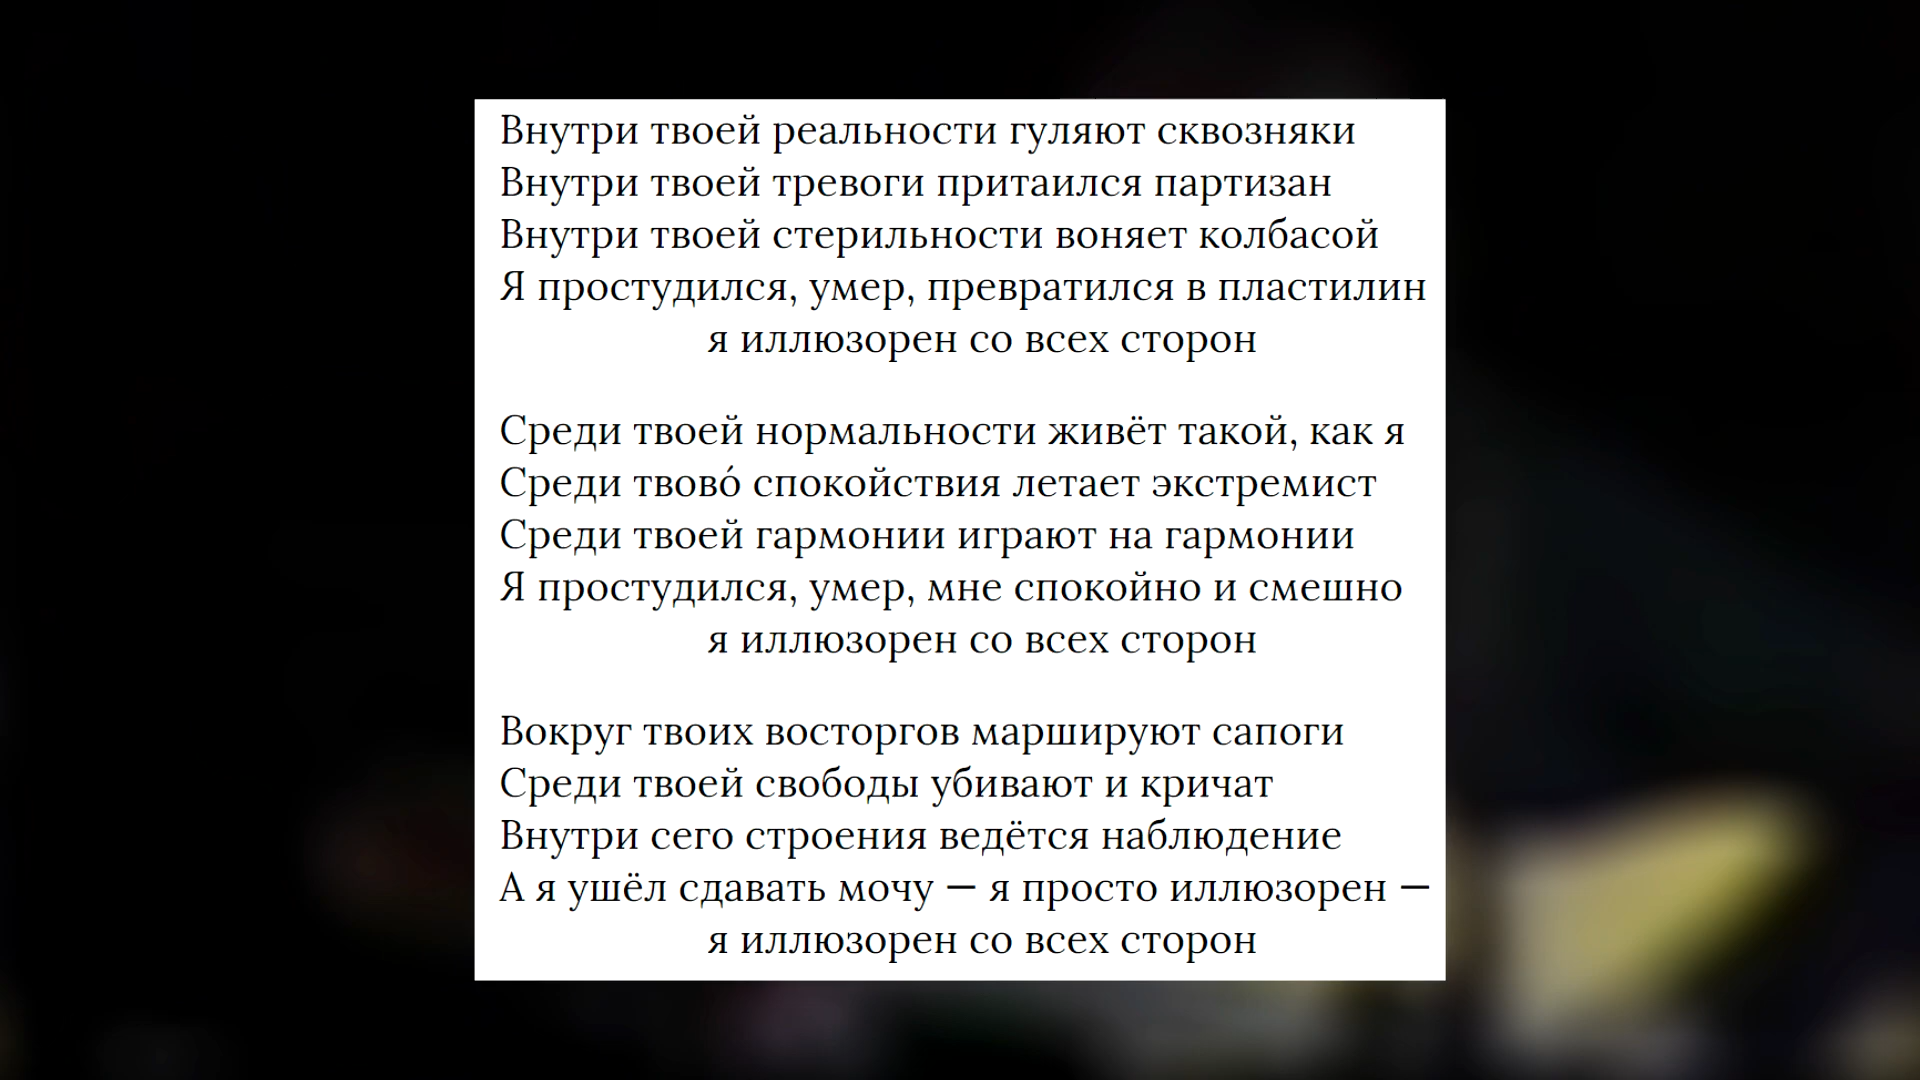 Внутри твоей реальности гуляют сквозняки
Внутри твоей тревоги притаился партизан
Внутри твоей стерильности воняет колбасой
Я простудился, умер, превратился в пластилин
я иллюзорен со всех сторон
Среди твоей нормальности живёт такой, как я
Среди твово́ спокойствия летает экстремист
Среди твоей гармонии играют на гармонии
Я простудился, умер, мне спокойно и смешно
я иллюзорен со всех сторон
Вокруг твоих восторгов маршируют сапоги
Среди твоей свободы убивают и кричат
Внутри сего строения ведётся наблюдение
А я ушёл сдавать мочу — я просто иллюзорен —
я иллюзорен со всех сторон